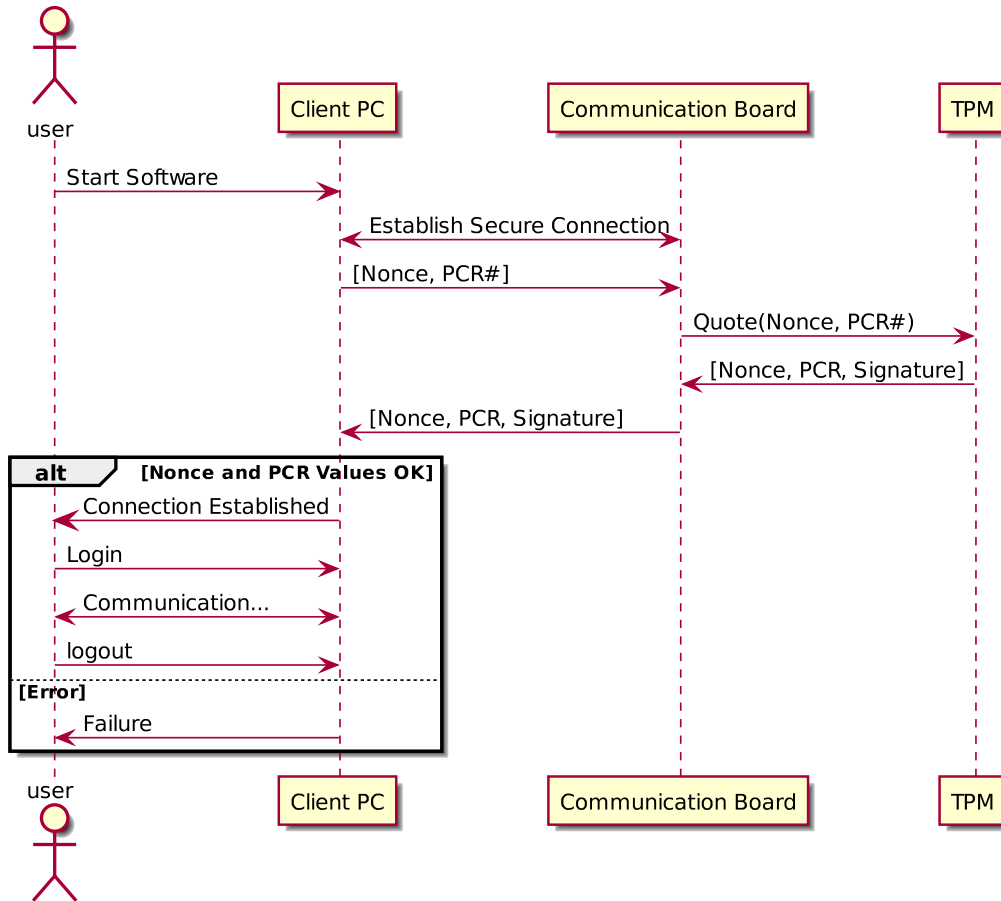 user
Client PC
Communication Board
TPM
Start Software
Establish Secure Connection
[Nonce, PCR#]
Quote(Nonce, PCR#)
[Nonce, PCR, Signature]
[Nonce, PCR, Signature]
alt [Nonce and PCR Values OK]
Connection Established
Login
Communication...
logout
[Error]
Failure
user
Client PC
Communication Board
TPM